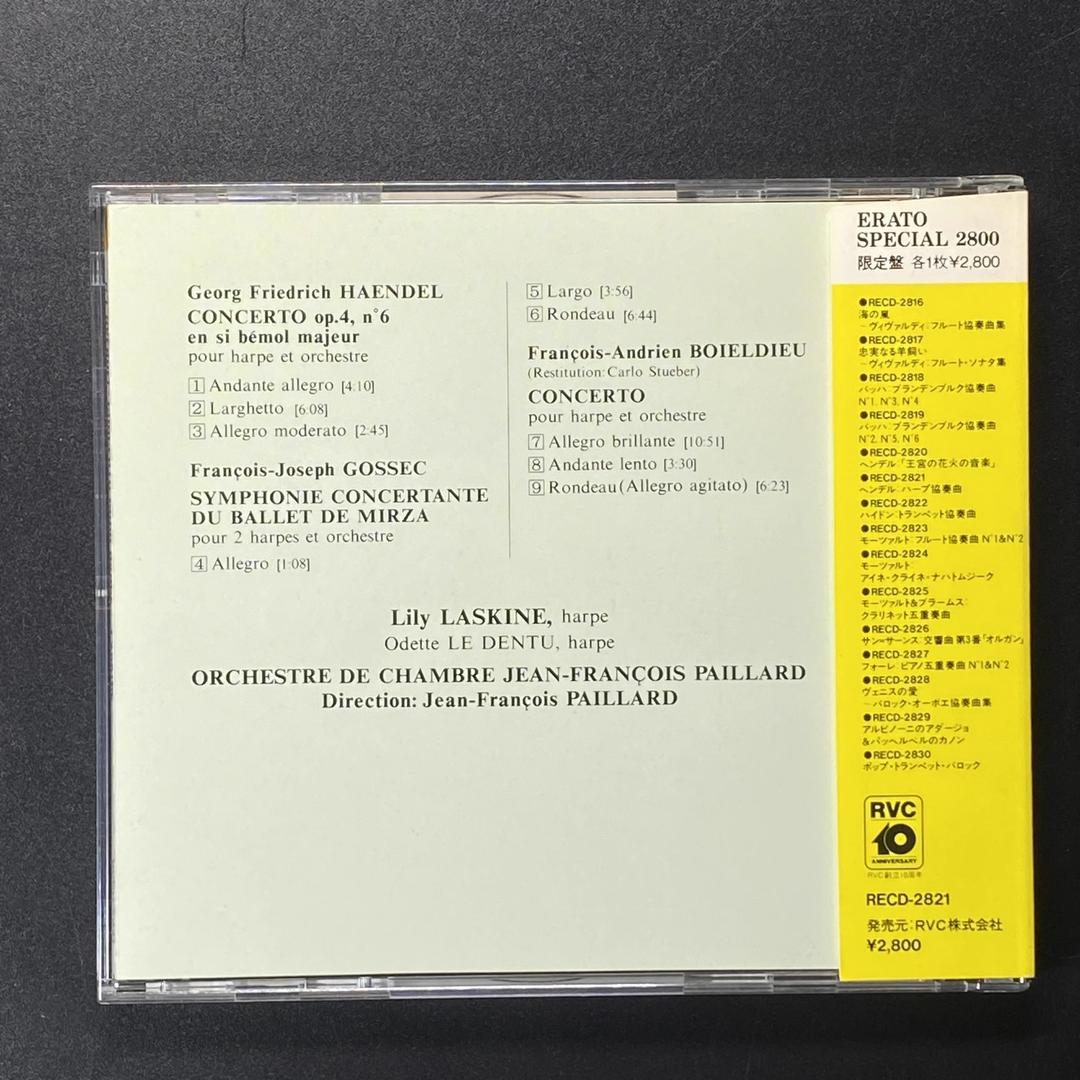 Georg Friedrich HAENDEL
CONCERTO op.4, n°6
en si bémol majeur
pour harpe et orchestre
1 Andante allegro [4:10]
2 Larghetto [6:08]
3 Allegro moderato [2:45]
François-Joseph GOSSEC
SYMPHONIE CONCERTANTE
DU BALLET DE MIRZA
pour 2 harpes et orchestre
4 Allegro [1:08]
5 Largo [3:56]
6 Rondeau [6:44]
François-Andrien BOIELDIEU
(Restitution: Carlo Stueber)
CONCERTO
pour harpe et orchestre
7 Allegro brillante [10:51]
8 Andante lento [3:30]
9 Rondeau (Allegro agitato) [6:23]
Lily LASKINE, harpe
Odette LE DENTU, harpe
ORCHESTRE DE CHAMBRE JEAN-FRANÇOIS PAILLARD
Direction: Jean-François PAILLARD
ERATO
SPECIAL 2800
限定盤 各1枚¥2,800
●RECD-2816
海の嵐
－ヴィヴァルディ:フルート協奏曲集
●RECD-2817
忠実なる羊飼い
－ヴィヴァルディ:フルート・ソナタ集
●RECD-2818
バッハ:ブランデンブルク協奏曲
N°1, N°3, N°4
●RECD-2819
バッハ:ブランデンブルク協奏曲
N°2, N°5, N°6
●RECD-2820
ヘンデル:「王宮の花火の音楽」
●RECD-2821
ヘンデル:ハープ協奏曲
●RECD-2822
ハイドン:トランペット協奏曲
●RECD-2823
モーツァルト:フルート協奏曲 N°1&N°2
●RECD-2824
モーツァルト:
アイネ・クライネ・ナハトムジーク
●RECD-2825
モーツァルト&ブラームス:
クラリネット五重奏曲
●RECD-2826
サン=サーンス:交響曲 第3番「オルガン」
●RECD-2827
フォーレ:ピアノ五重奏曲 N°1&N°2
●RECD-2828
ヴェニスの愛
－バロック・オーボエ協奏曲集
●RECD-2829
アルビノーニのアダージョ
&パッヘルベルのカノン
●RECD-2830
ポップ・トランペット・バロック
RVC
10
ANNIVERSARY
RVC創立10周年
RECD-2821
発売元:RVC株式会社
¥2,800